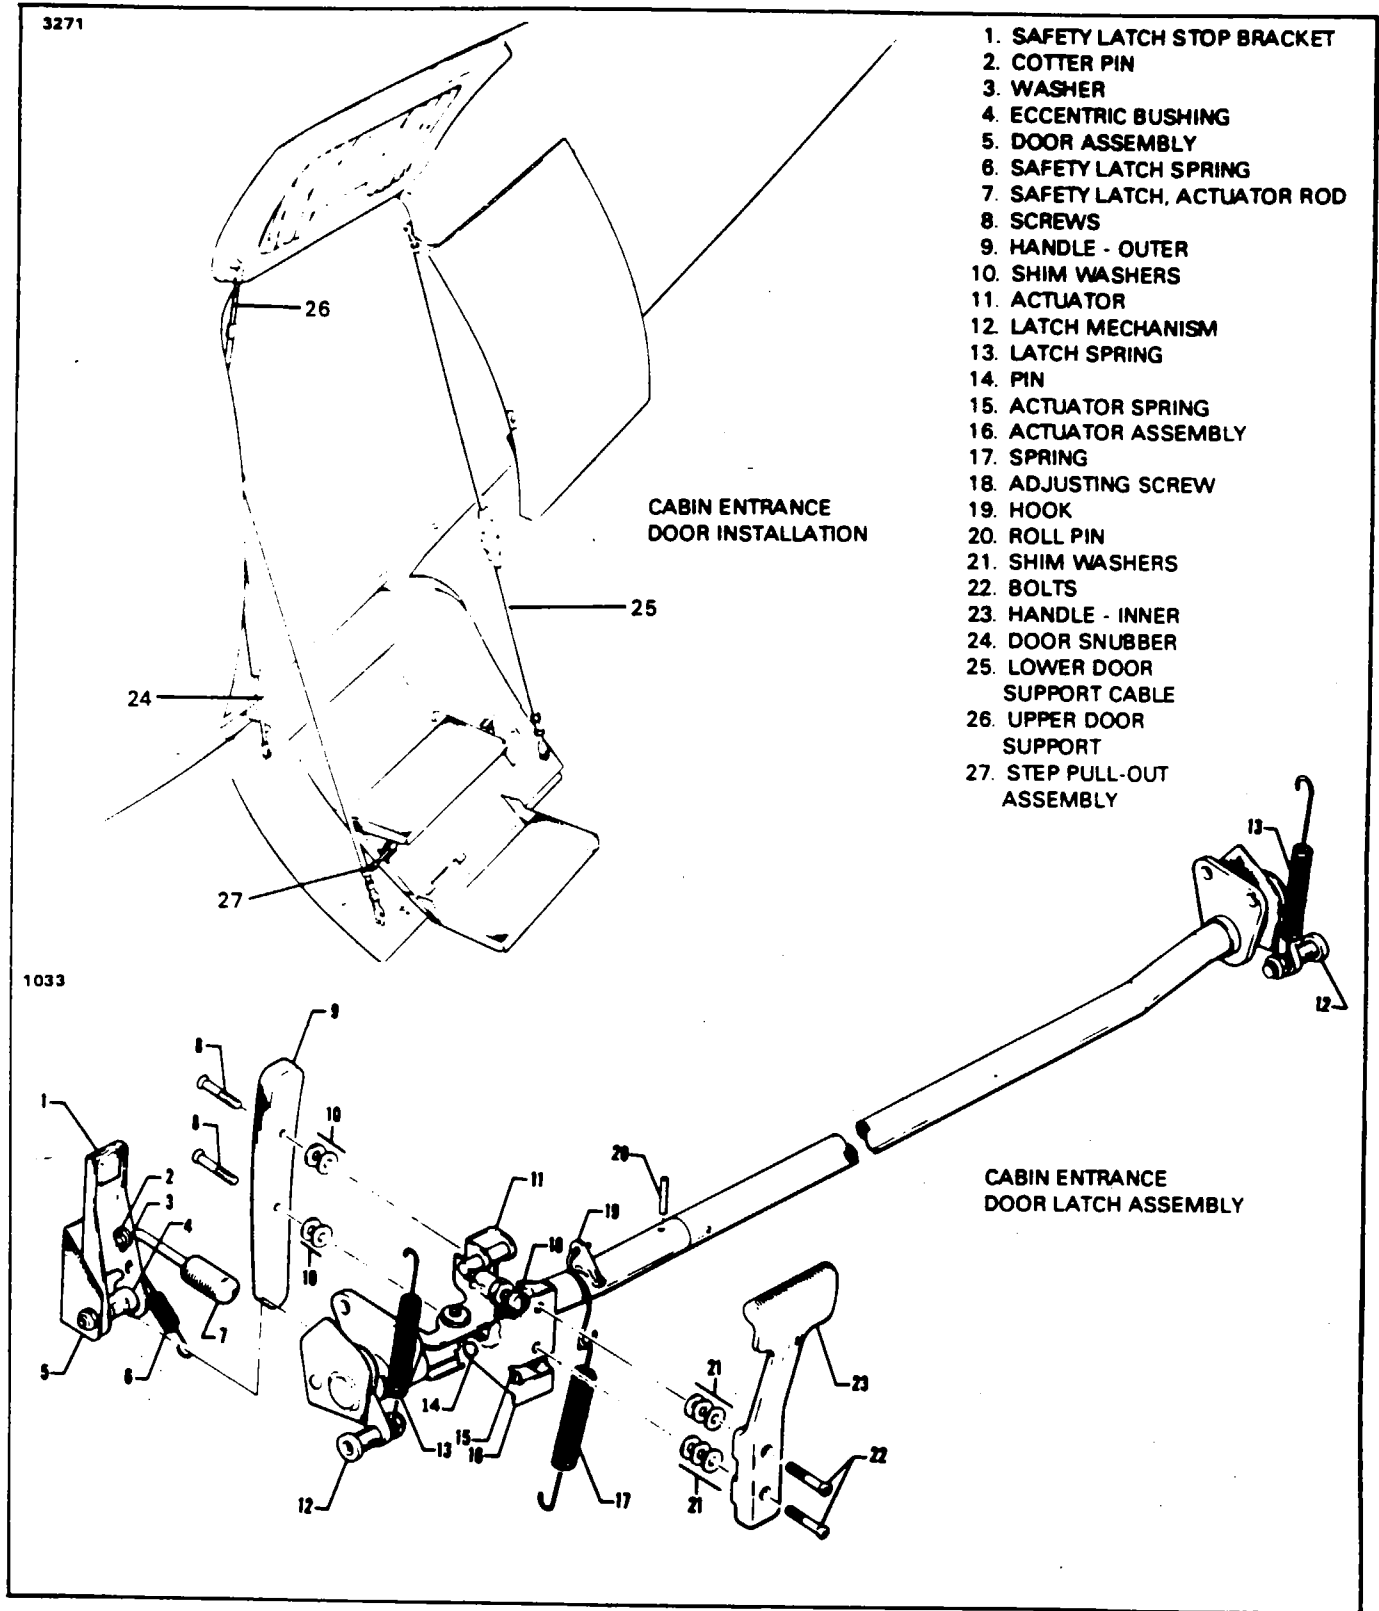 3271
1. SAFETY LATCH STOP BRACKET
2. COTTER PIN
3. WASHER
4. ECCENTRIC BUSHING
5. DOOR ASSEMBLY
6. SAFETY LATCH SPRING
7. SAFETY LATCH, ACTUATOR ROD
8. SCREWS
9. HANDLE - OUTER
10. SHIM WASHERS
11. ACTUATOR
12. LATCH MECHANISM
13. LATCH SPRING
14. PIN
15. ACTUATOR SPRING
16. ACTUATOR ASSEMBLY
17. SPRING
18. ADJUSTING SCREW
19. HOOK
20. ROLL PIN
21. SHIM WASHERS
22. BOLTS
23. HANDLE - INNER
24. DOOR SNUBBER
25. LOWER DOOR
SUPPORT CABLE
26. UPPER DOOR
SUPPORT
27. STEP PULL-OUT
ASSEMBLY
26
CABIN ENTRANCE
DOOR INSTALLATION
25
24
27
13
12
1033
9
8
10
1
8
2
3
4
11
20
19
18
10
7
5
6
CABIN ENTRANCE
DOOR LATCH ASSEMBLY
14
13
15
16
12
17
21
21
23
22